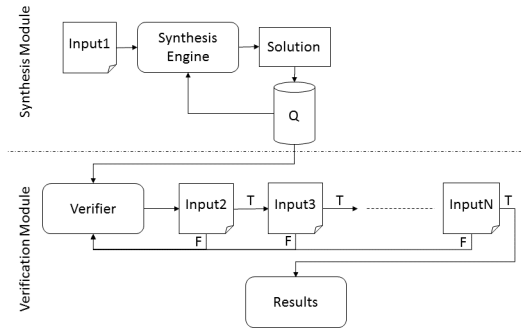 Synthesis Module
Input1
Synthesis
Engine
Solution
Q
Verification Module
Verifier
Input2
T
Input3
T
InputN
T
F
F
F
Results